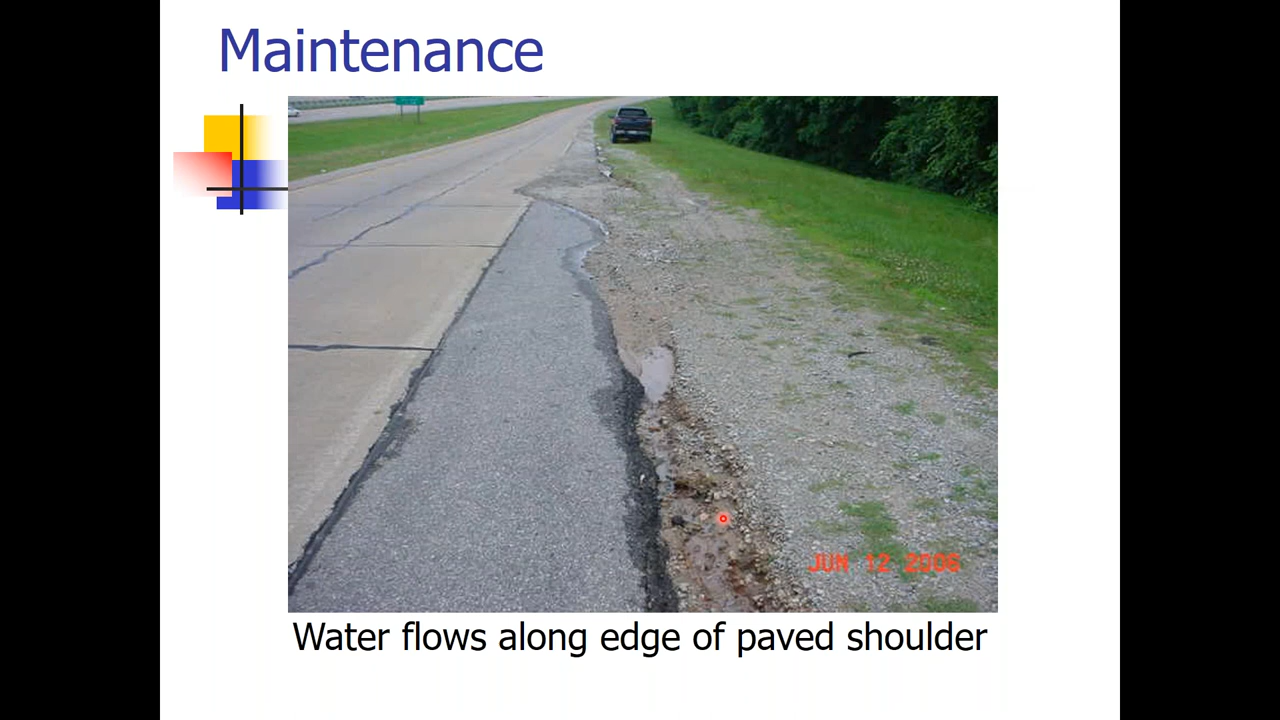 Maintenance
JUN 12 2006
Water flows along edge of paved shoulder